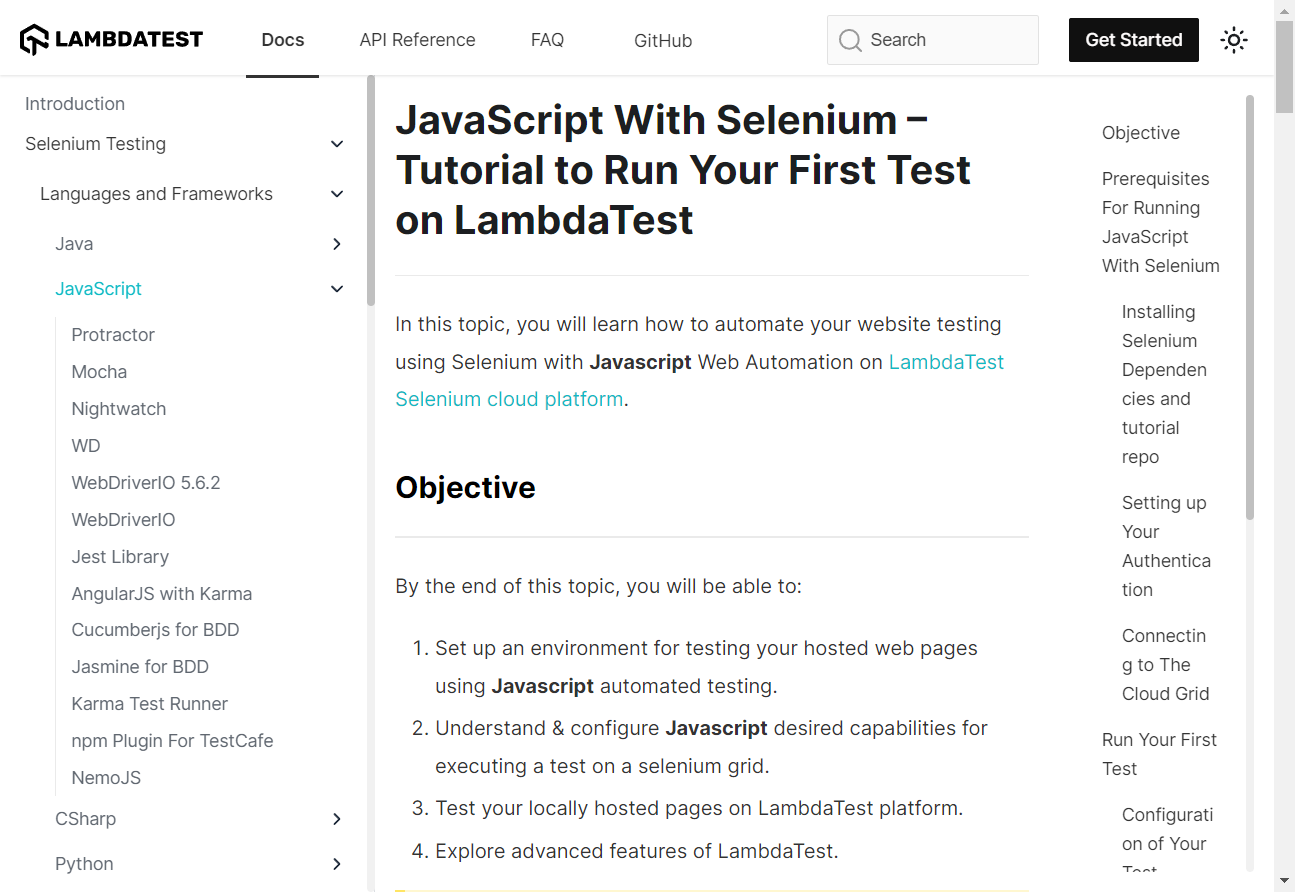 LAMBDATEST
Docs
API Reference
FAQ
GitHub
Search
Get Started
Introduction
Selenium Testing
Languages and Frameworks
Java
JavaScript
Protractor
Mocha
Nightwatch
WD
WebDriverIO 5.6.2
WebDriverIO
Jest Library
AngularJS with Karma
Cucumberjs for BDD
Jasmine for BDD
Karma Test Runner
npm Plugin For TestCafe
NemoJS
CSharp
Python
JavaScript With Selenium –
Tutorial to Run Your First Test
on LambdaTest
In this topic, you will learn how to automate your website testing
using Selenium with Javascript Web Automation on LambdaTest
Selenium cloud platform.
Objective
By the end of this topic, you will be able to:
1. Set up an environment for testing your hosted web pages
using Javascript automated testing.
2. Understand & configure Javascript desired capabilities for
executing a test on a selenium grid.
3. Test your locally hosted pages on LambdaTest platform.
4. Explore advanced features of LambdaTest.
Objective
Prerequisites
For Running
JavaScript
With Selenium
Installing
Selenium
Dependen
cies and
tutorial
repo
Setting up
Your
Authentica
tion
Connectin
g to The
Cloud Grid
Run Your First
Test
Configurati
on of Your
Test